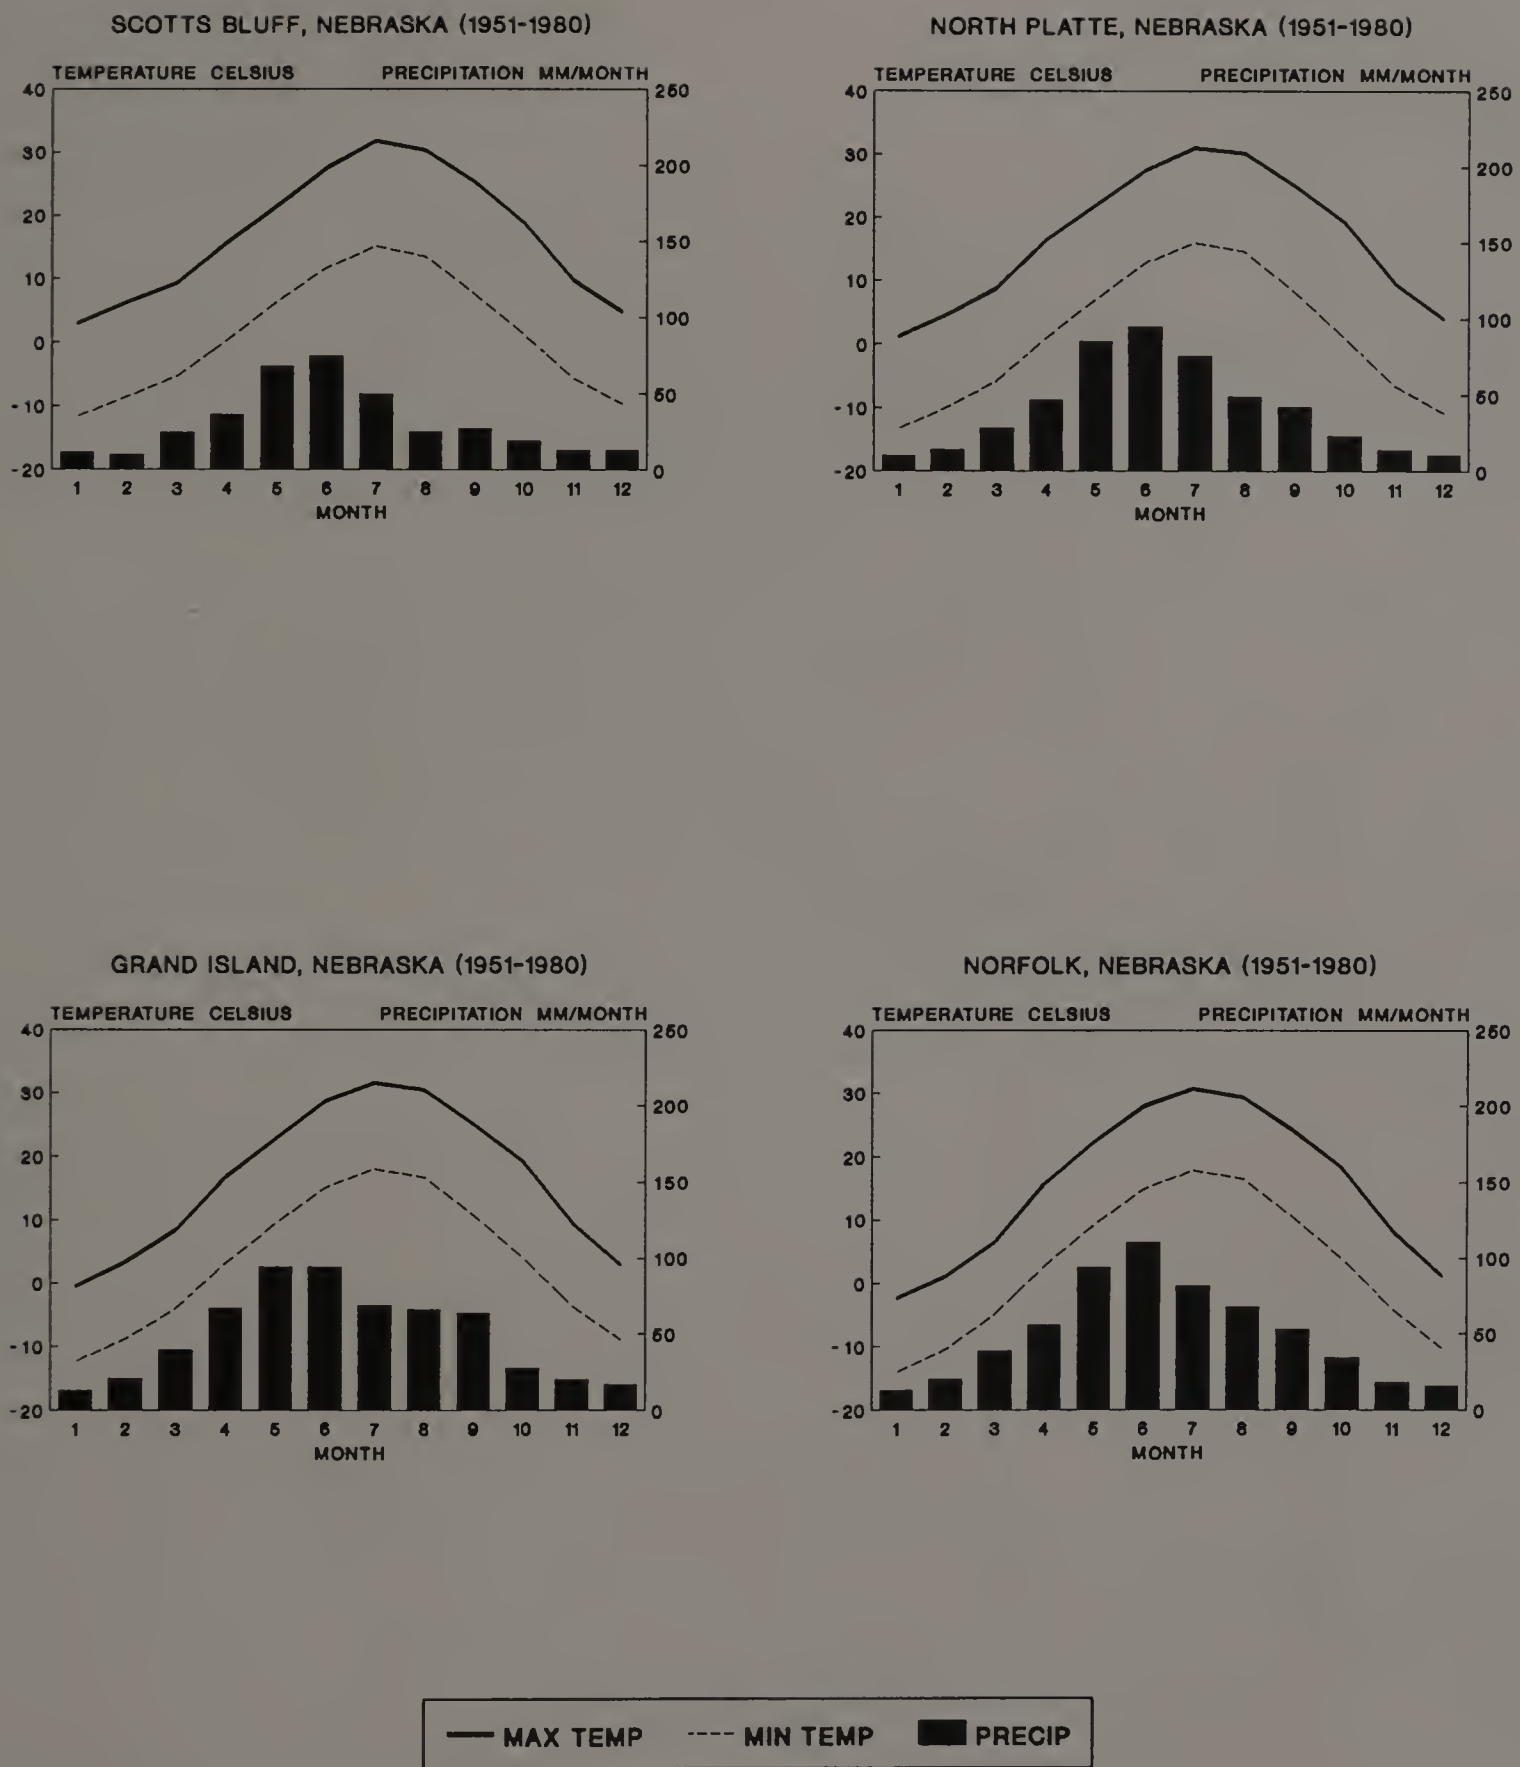 SCOTTS BLUFF, NEBRASKA (1951-1980)
TEMPERATURE CELSIUS PRECIPITATION MM/MONTH
40 250
30 200
20 150
10
0 100
-10 50
-20 0
1 2 3 4 5 6 7 8 9 10 11 12
MONTH
NORTH PLATTE, NEBRASKA (1951-1980)
TEMPERATURE CELSIUS PRECIPITATION MM/MONTH
40 250
30 200
20 150
10
0 100
-10 50
-20 0
1 2 3 4 5 6 7 8 9 10 11 12
MONTH
GRAND ISLAND, NEBRASKA (1951-1980)
TEMPERATURE CELSIUS PRECIPITATION MM/MONTH
40 250
30 200
20 150
10
0 100
-10 50
-20 0
1 2 3 4 5 6 7 8 9 10 11 12
MONTH
NORFOLK, NEBRASKA (1951-1980)
TEMPERATURE CELSIUS PRECIPITATION MM/MONTH
40 250
30 200
20 150
10
0 100
-10 50
-20 0
1 2 3 4 5 6 7 8 9 10 11 12
MONTH
MAX TEMP MIN TEMP PRECIP